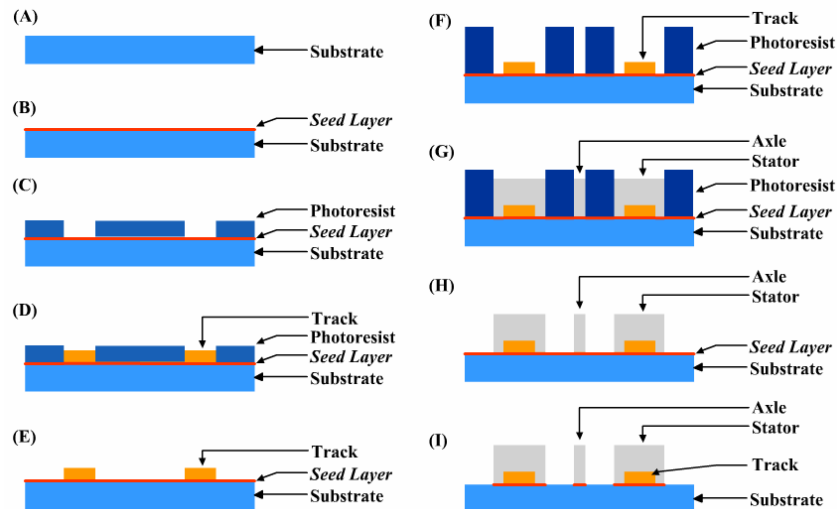 (A)
Substrate
(B)
Seed Layer
Substrate
(C)
Photoresist
Seed Layer
Substrate
(D)
Track
Photoresist
Seed Layer
Substrate
(E)
Track
Seed Layer
Substrate
(F)
Track
Photoresist
Seed Layer
Substrate
(G)
Axle
Stator
Photoresist
Seed Layer
Substrate
(H)
Axle
Stator
Seed Layer
Substrate
(I)
Axle
Stator
Track
Substrate